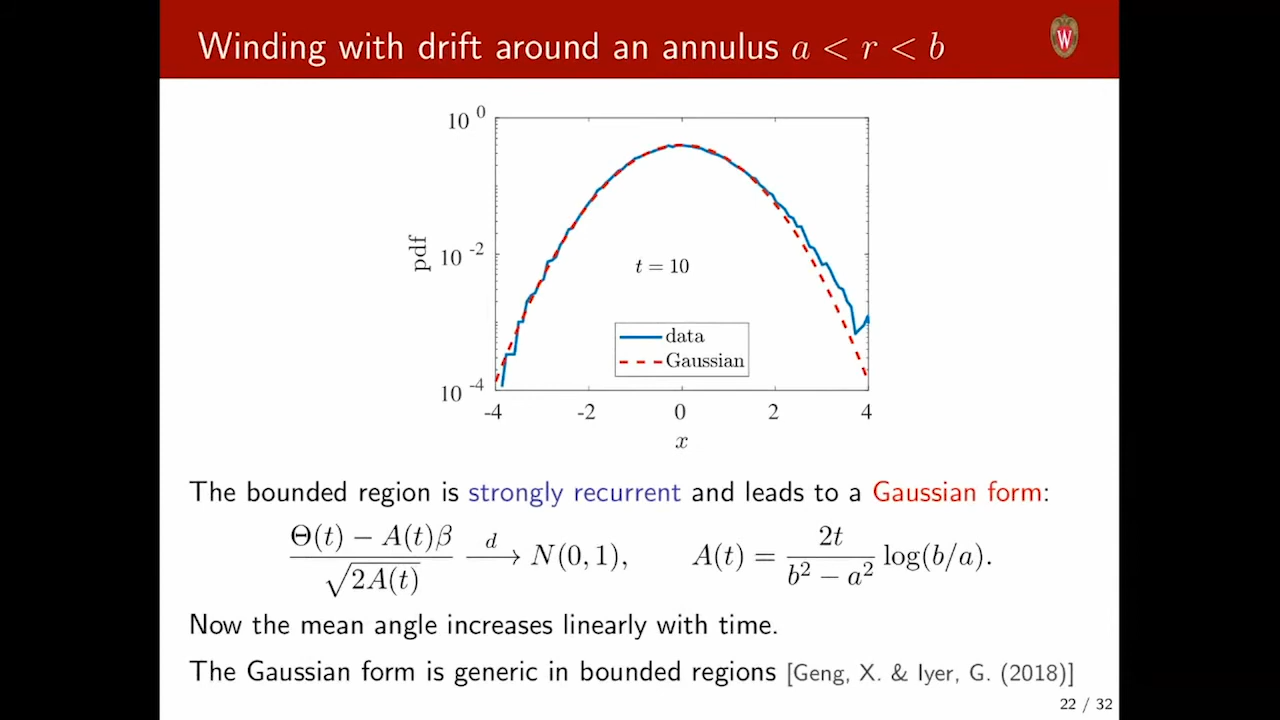 Winding with drift around an annulus a < r < b
W
10^0
10^-2
10^-4
pdf
t = 10
data
Gaussian
-4 -2 0 2 4
x
The bounded region is strongly recurrent and leads to a Gaussian form:
(Θ(t) − A(t)β) / √(2A(t)) →^d N(0, 1), A(t) = 2t / (b² − a²) log(b/a).
Now the mean angle increases linearly with time.
The Gaussian form is generic in bounded regions [Geng, X. & Iyer, G. (2018)]
22 / 32